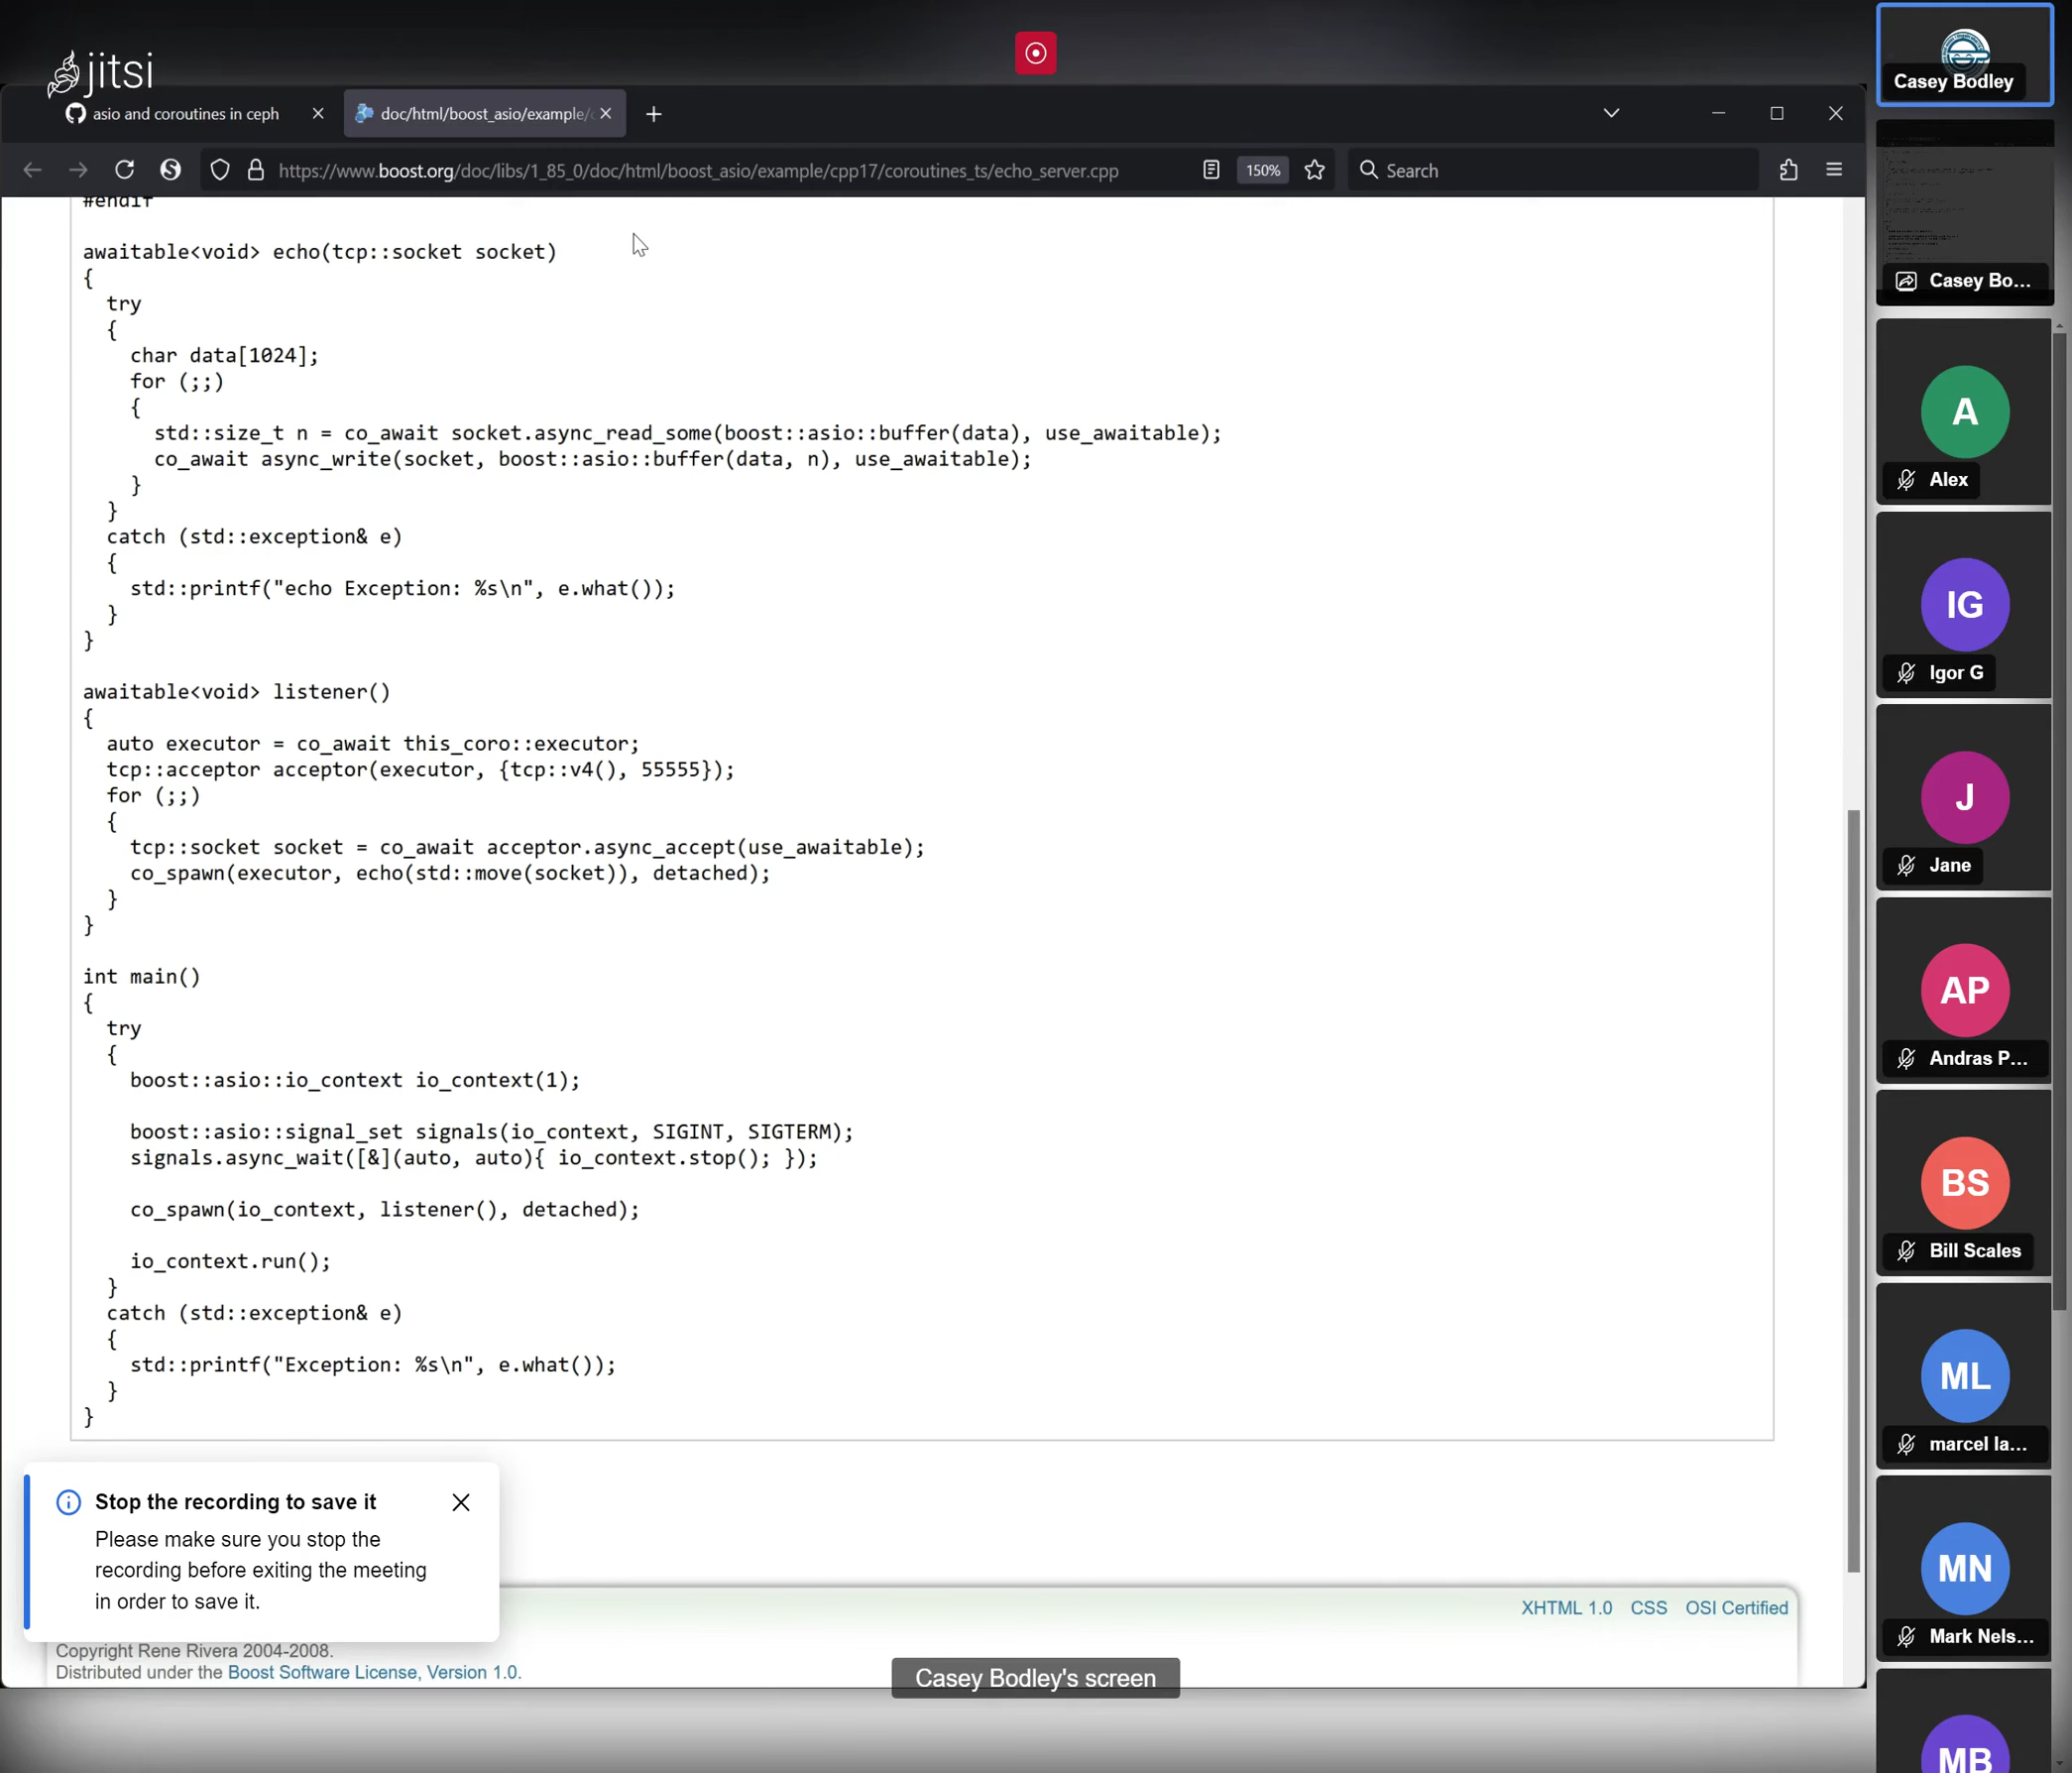 jitsi
Casey Bodley
asio and coroutines in ceph
doc/html/boost_asio/example/
https://www.boost.org/doc/libs/1_85_0/doc/html/boost_asio/example/cpp17/coroutines_ts/echo_server.cpp
150%
Search
#endif
awaitable<void> echo(tcp::socket socket)
{
  try
  {
    char data[1024];
    for (;;)
    {
      std::size_t n = co_await socket.async_read_some(boost::asio::buffer(data), use_awaitable);
      co_await async_write(socket, boost::asio::buffer(data, n), use_awaitable);
    }
  }
  catch (std::exception& e)
  {
    std::printf("echo Exception: %s\n", e.what());
  }
}
awaitable<void> listener()
{
  auto executor = co_await this_coro::executor;
  tcp::acceptor acceptor(executor, {tcp::v4(), 55555});
  for (;;)
  {
    tcp::socket socket = co_await acceptor.async_accept(use_awaitable);
    co_spawn(executor, echo(std::move(socket)), detached);
  }
}
int main()
{
  try
  {
    boost::asio::io_context io_context(1);
    boost::asio::signal_set signals(io_context, SIGINT, SIGTERM);
    signals.async_wait([&](auto, auto){ io_context.stop(); });
    co_spawn(io_context, listener(), detached);
    io_context.run();
  }
  catch (std::exception& e)
  {
    std::printf("Exception: %s\n", e.what());
  }
}
Stop the recording to save it
Please make sure you stop the
recording before exiting the meeting
in order to save it.
XHTML 1.0 CSS OSI Certified
Copyright Rene Rivera 2004-2008.
Distributed under the Boost Software License, Version 1.0.
Casey Bodley's screen
Casey Bo...
A
Alex
IG
Igor G
J
Jane
AP
Andras P...
BS
Bill Scales
ML
marcel la...
MN
Mark Nels...
MB